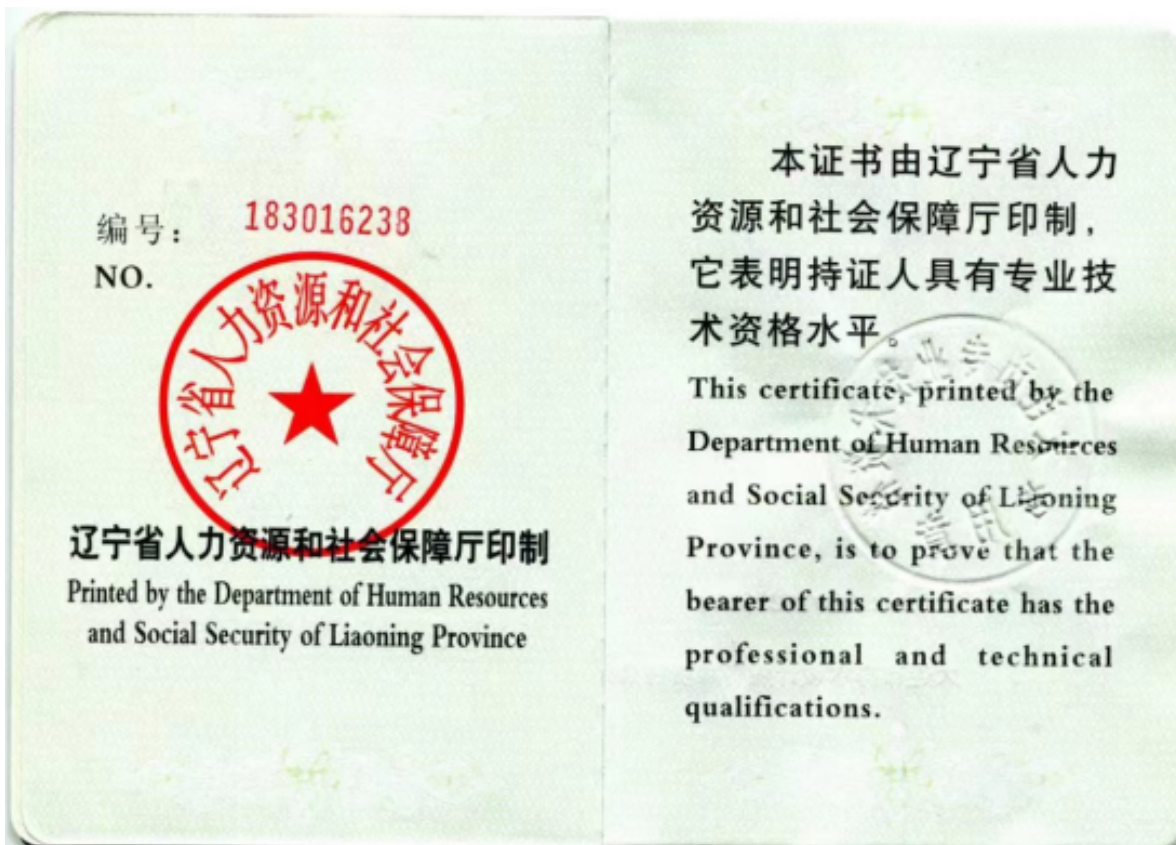 编号: 183016238
NO.
辽宁省人力资源和社会保障厅
辽宁省人力资源和社会保障厅印制
Printed by the Department of Human Resources
and Social Security of Liaoning Province
本证书由辽宁省人力
资源和社会保障厅印制，
它表明持证人具有专业技
术资格水平。
This certificate, printed by the
Department of Human Resources
and Social Security of Liaoning
Province, is to prove that the
bearer of this certificate has the
professional and technical
qualifications.